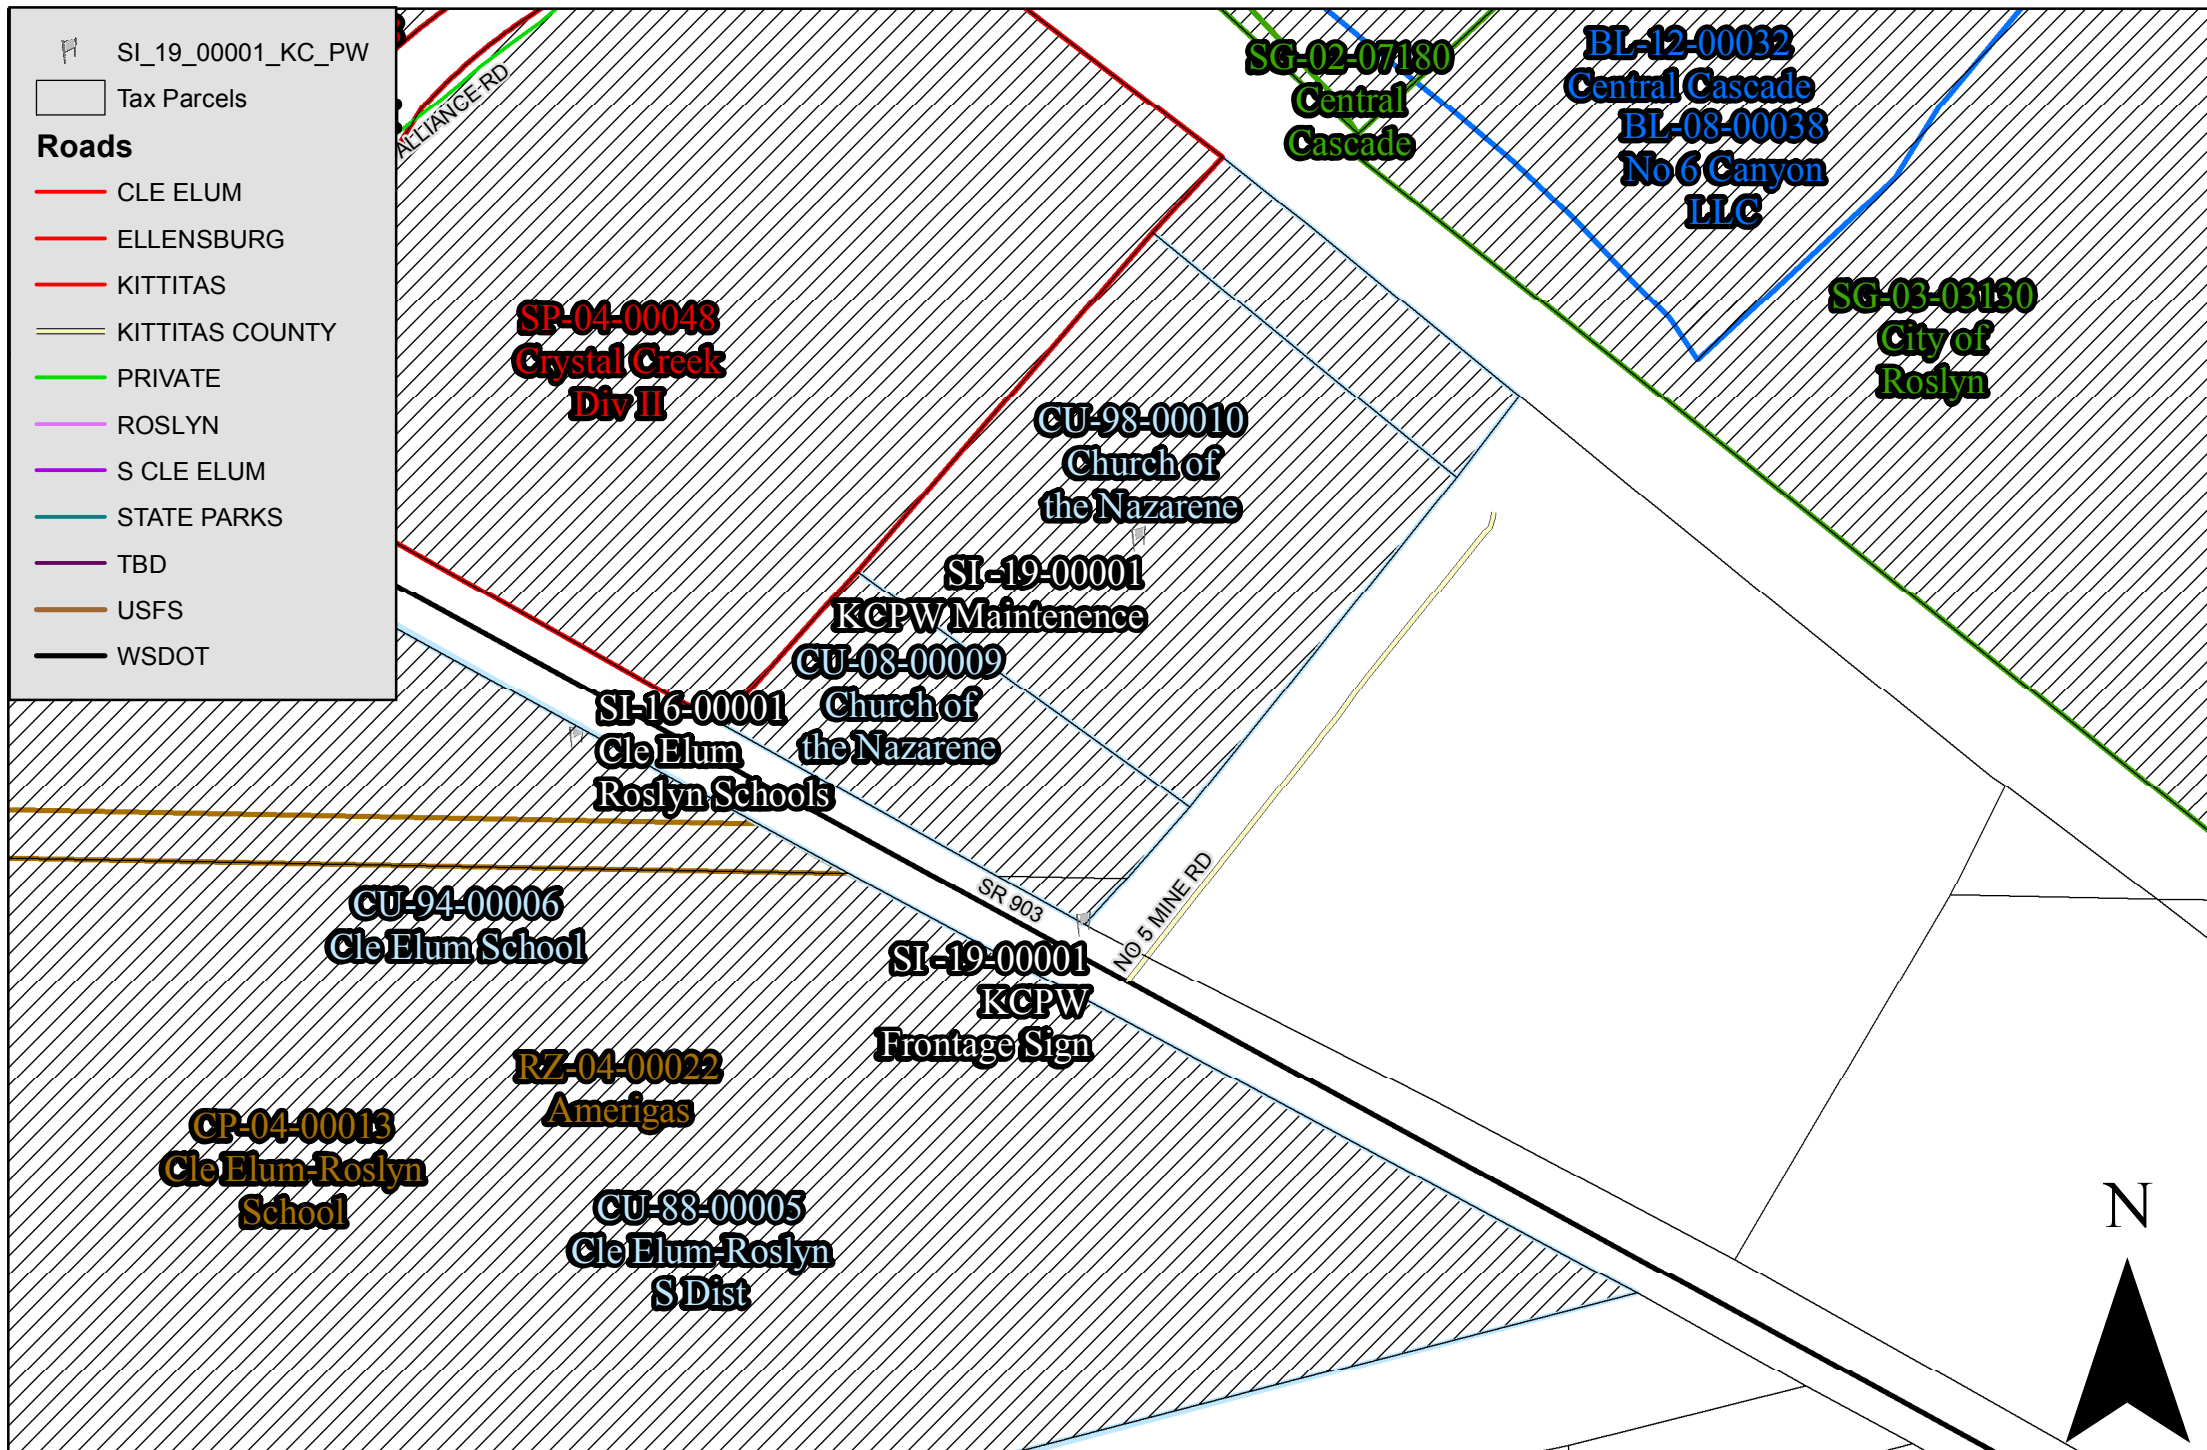 SI_19_00001_KC_PW
Tax Parcels
Roads
CLE ELUM
ELLENSBURG
KITTITAS
KITTITAS COUNTY
PRIVATE
ROSLYN
S CLE ELUM
STATE PARKS
TBD
USFS
WSDOT
ALLIANCE RD
SG-02-07180
Central
Cascade
BL-12-00032
Central Cascade
BL-08-00038
No 6 Canyon
LLC
SG-03-03130
City of
Roslyn
SP-04-00048
Crystal Creek
Div II
CU-98-00010
Church of
the Nazarene
SI -19-00001
KCPW Maintenence
CU-08-00009
Church of
the Nazarene
SI-16-00001
Cle Elum
Roslyn Schools
SR 903
NO 5 MINE RD
CU-94-00006
Cle Elum School
SI -19-00001
KCPW
Frontage Sign
RZ-04-00022
Amerigas
CP-04-00013
Cle Elum-Roslyn
School
CU-88-00005
Cle Elum-Roslyn
S Dist
N